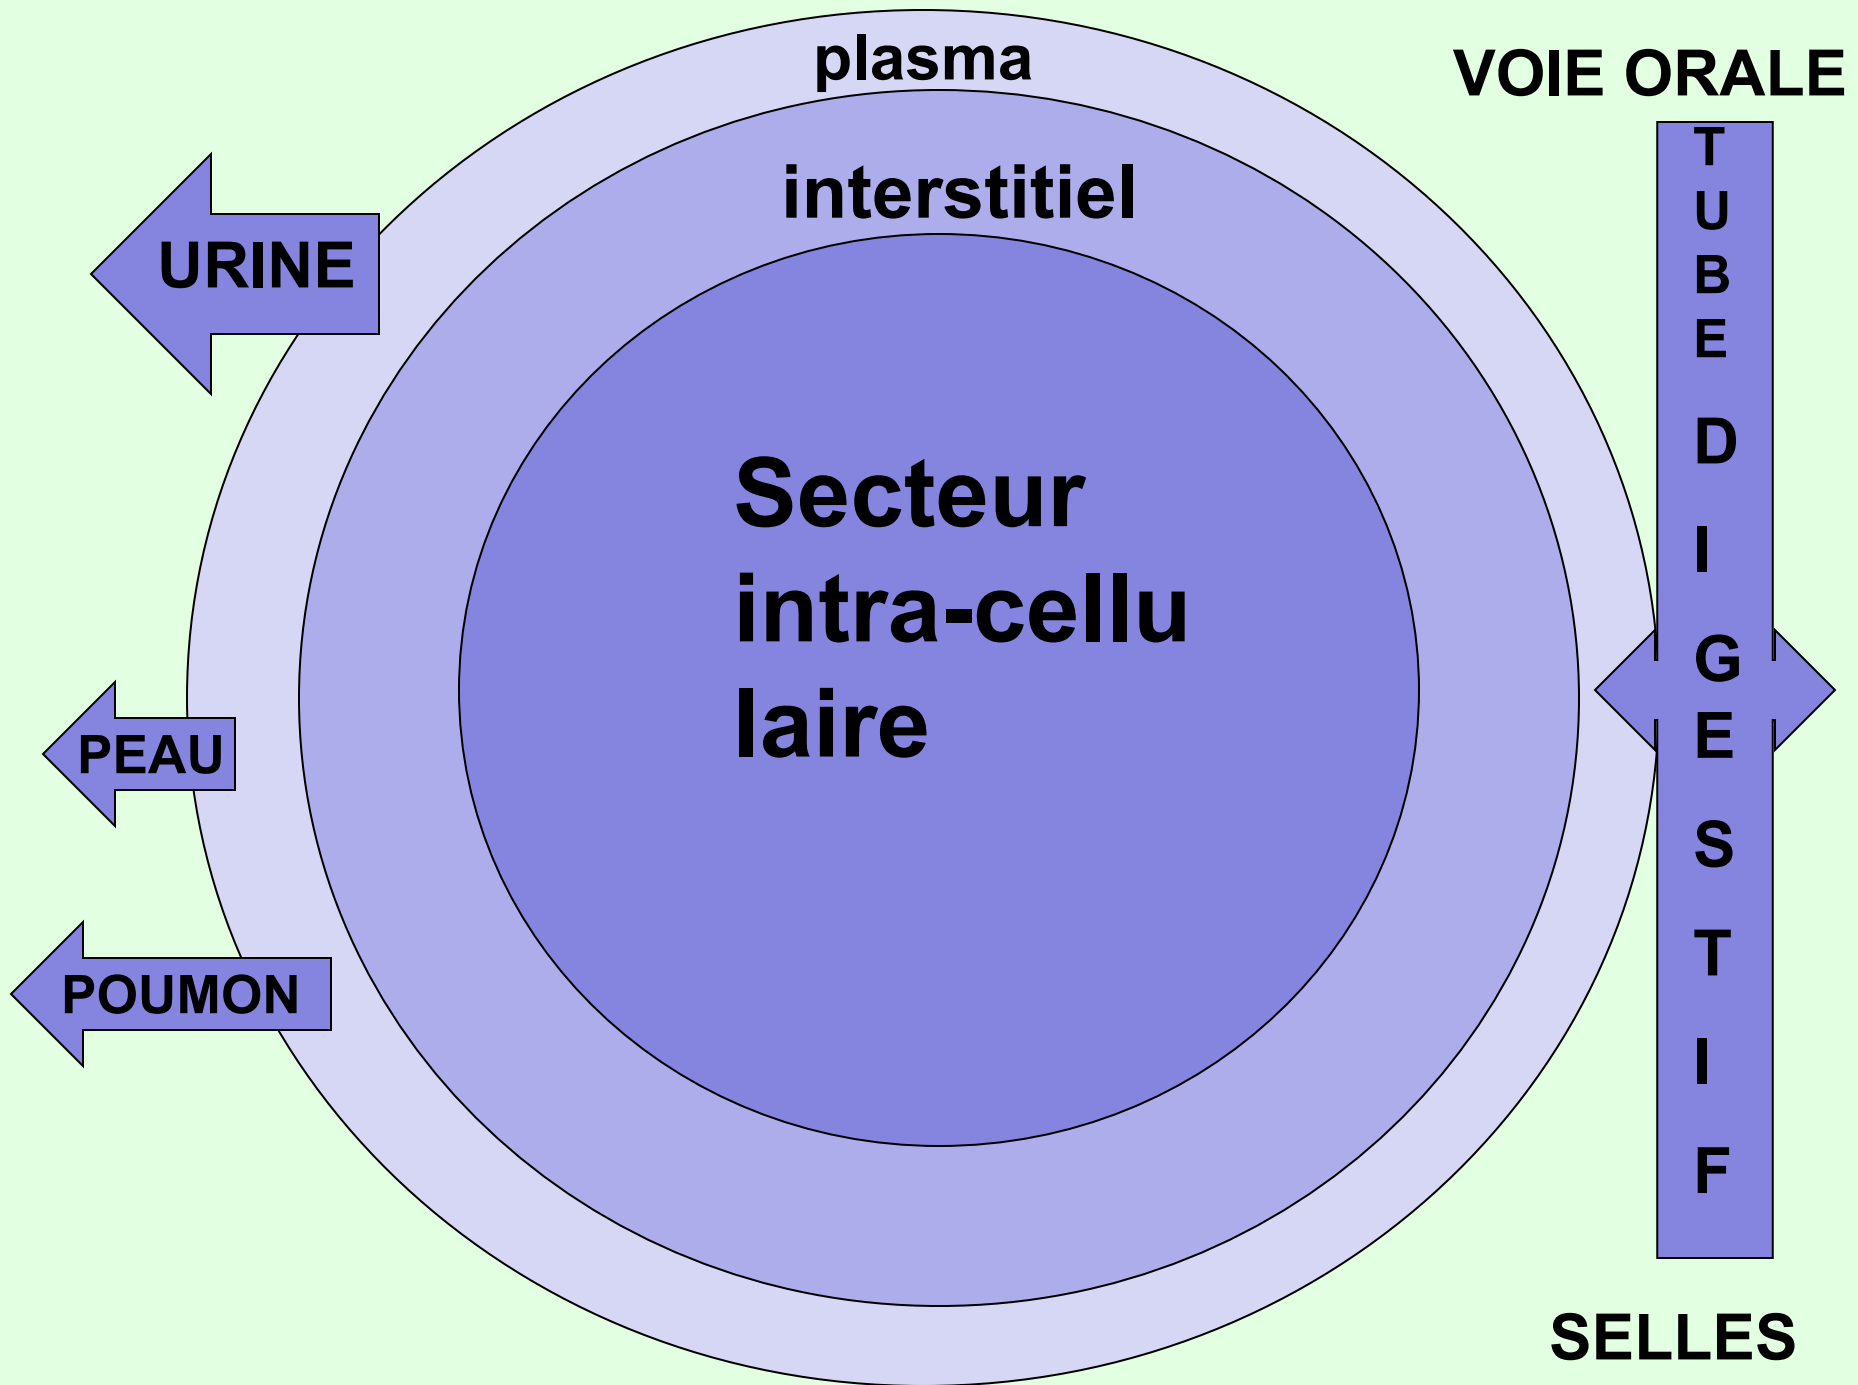 plasma
VOIE ORALE
interstitiel
URINE
Secteur
intra-cellu
laire
PEAU
POUMON
T
U
B
E
D
I
G
E
S
T
I
F
SELLES